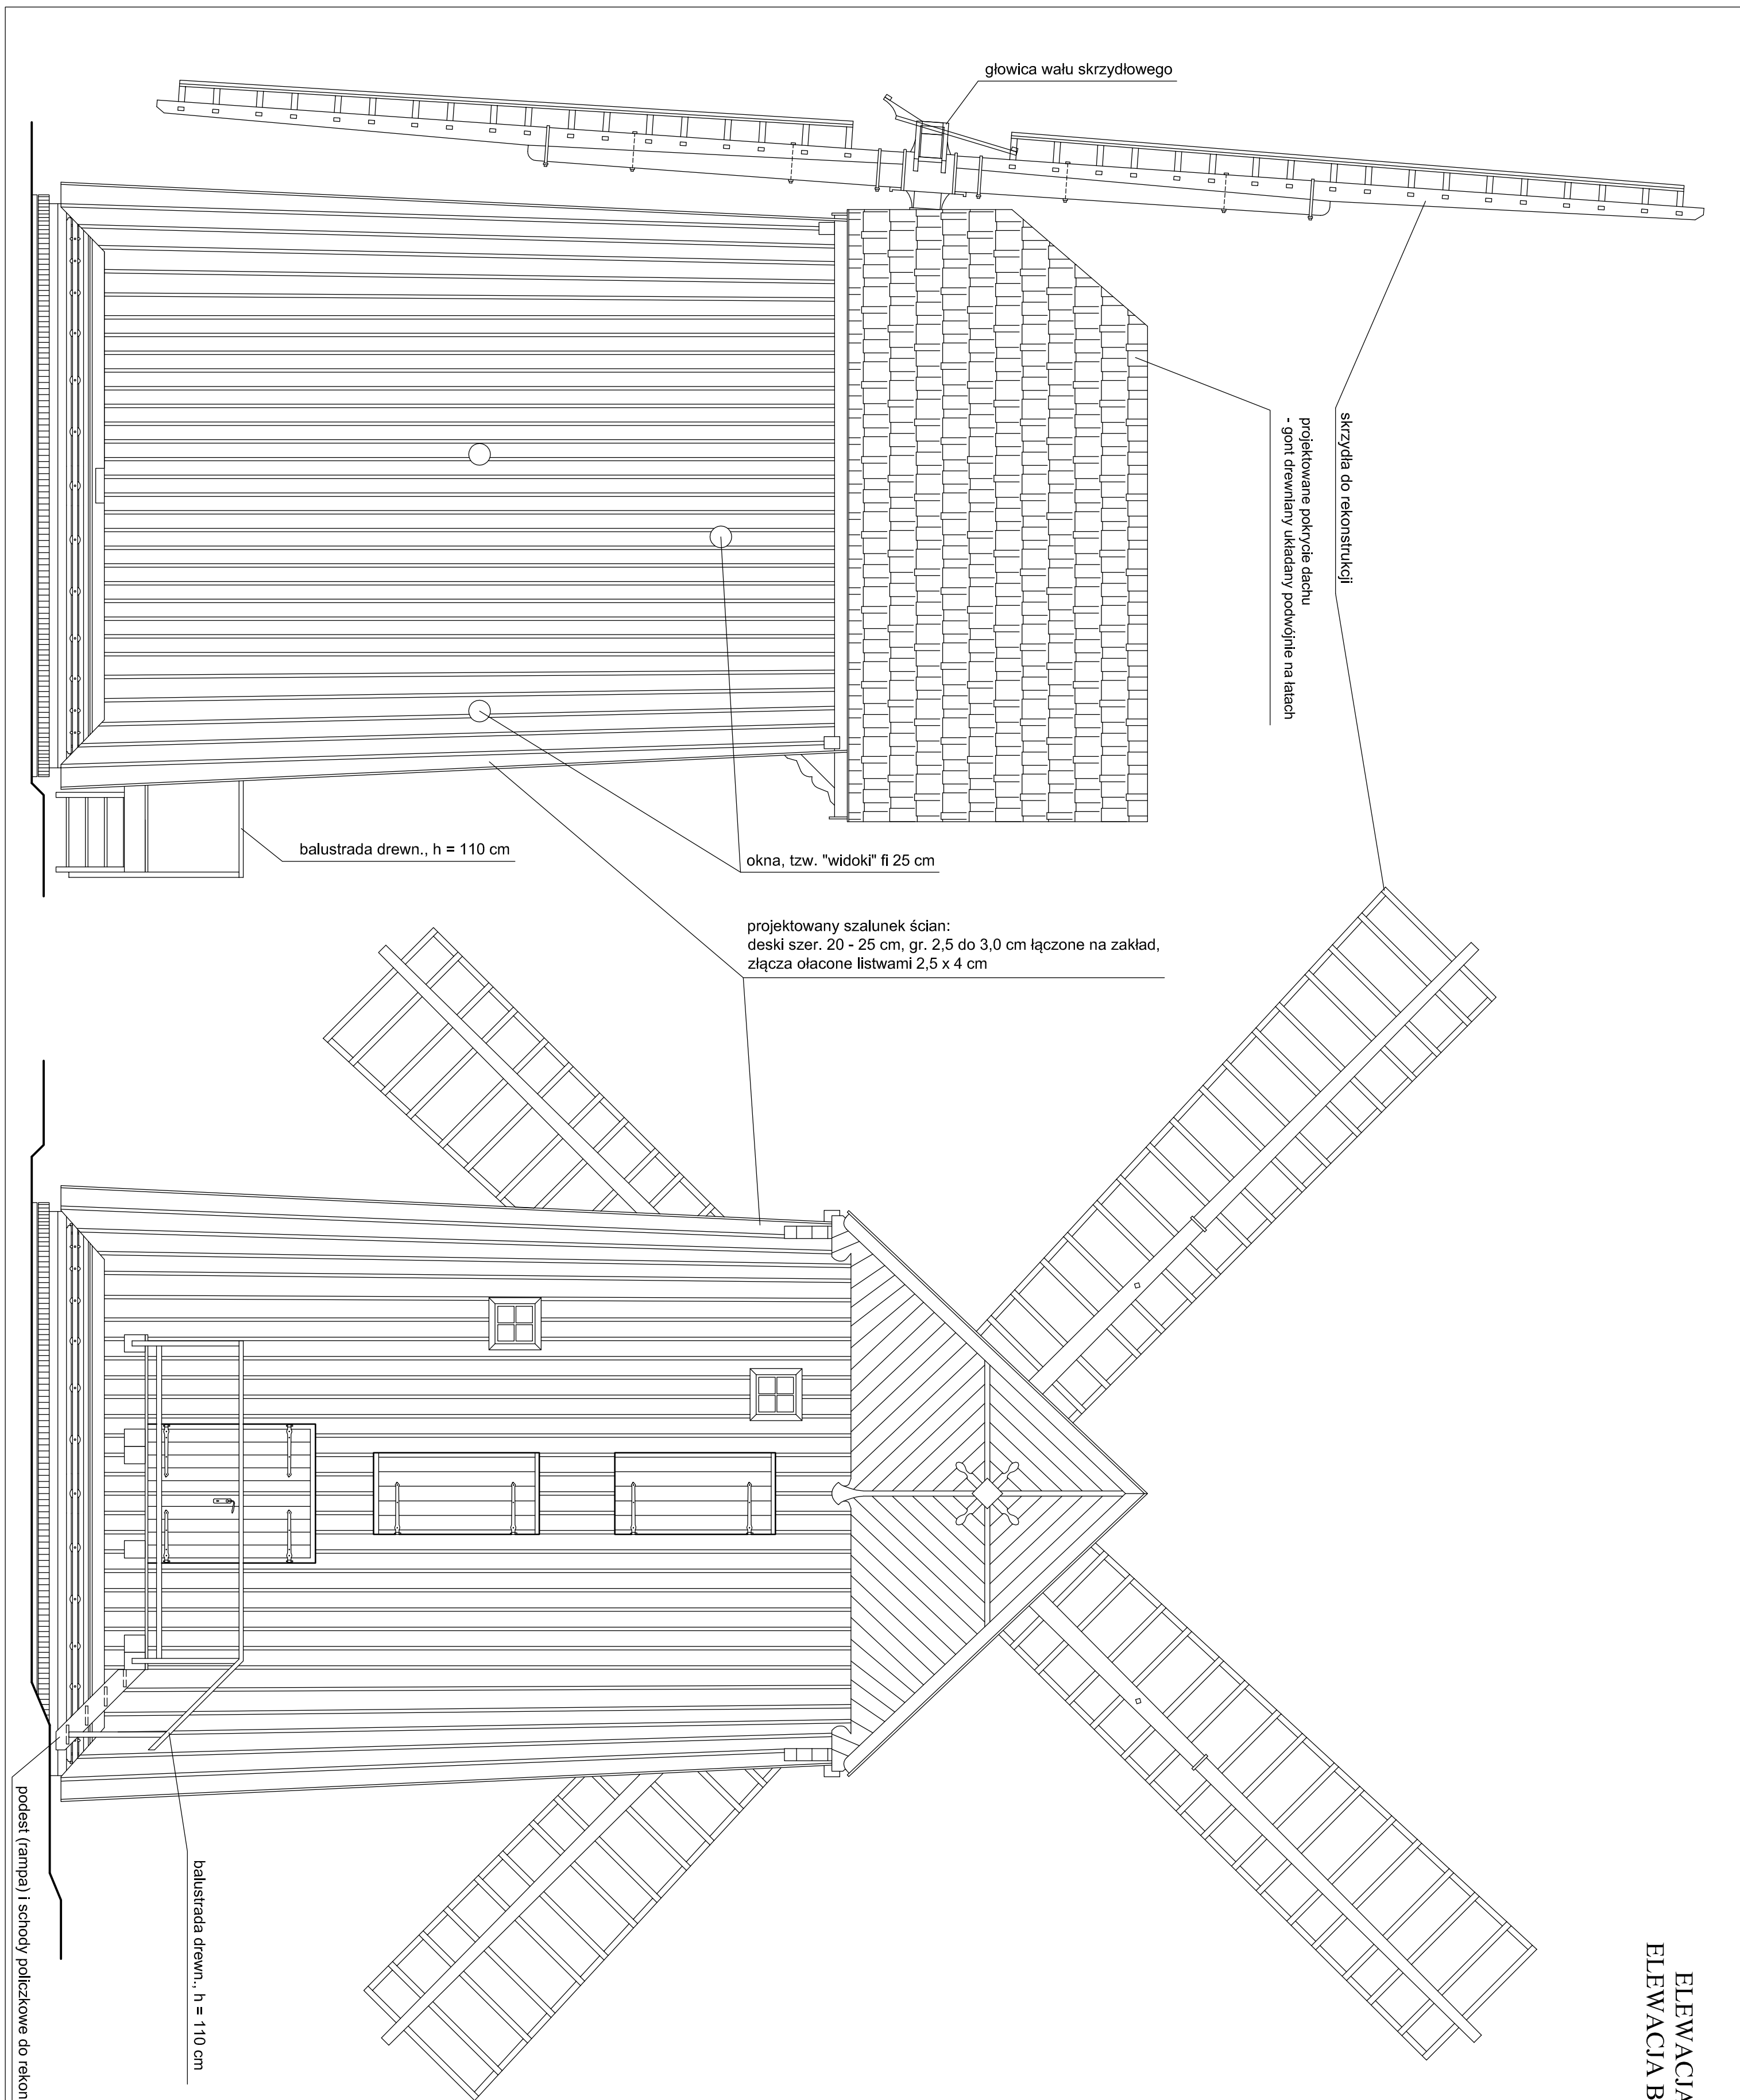 głowica wału skrzydłowego
skrzydła do rekonstrukcji
projektowane pokrycie dachu
- gont drewniany układany podwójnie na łatach
balustrada drewn., h = 110 cm
okna, tzw. "widoki" fi 25 cm
projektowany szalunek ścian:
deski szer. 20 - 25 cm, gr. 2,5 do 3,0 cm łączone na zakład,
złącza ołacone listwami 2,5 x 4 cm
balustrada drewn., h = 110 cm
podest (rampa) i schody policzkowe do rekon
ELEWACJA
ELEWACJA B